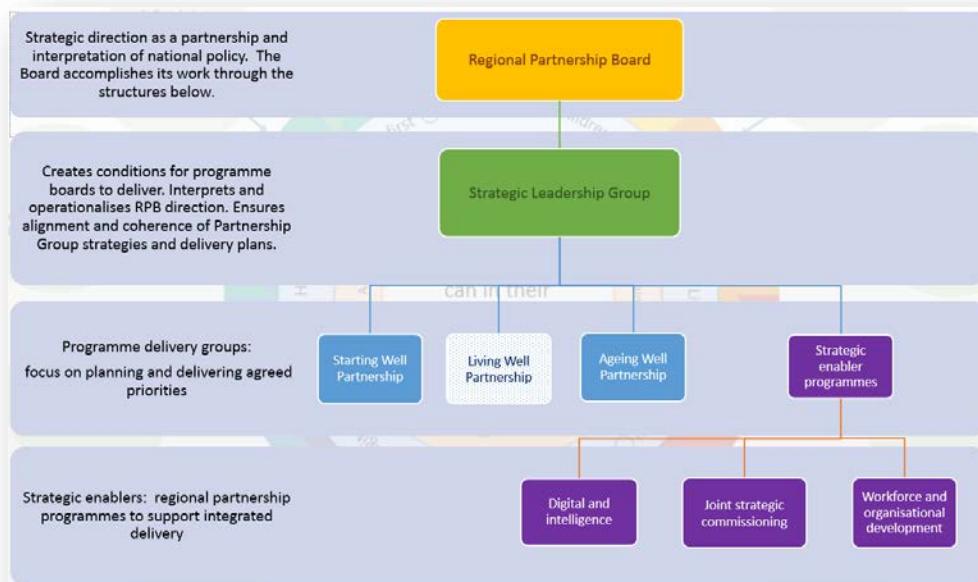 Strategic direction as a partnership and
interpretation of national policy. The
Board accomplishes its work through the
structures below.
Regional Partnership Board
Creates conditions for programme
boards to deliver. Interprets and
operationalises RPB direction. Ensures
alignment and coherence of Partnership
Group strategies and delivery plans.
Strategic Leadership Group
can in their
Programme delivery groups:
focus on planning and delivering agreed
priorities
Starting Well
Partnership
Living Well
Partnership
Ageing Well
Partnership
Strategic
enabler
programmes
Strategic enablers: regional partnership
programmes to support integrated
delivery
Digital and
intelligence
Joint strategic
commissioning
Workforce and
organisational
development